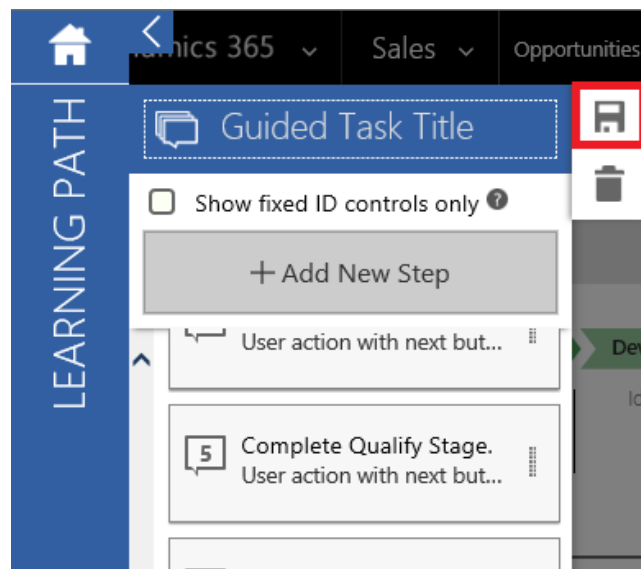 namics 365
Sales
Opportunities
LEARNING PATH
Guided Task Title
Show fixed ID controls only ?
+ Add New Step
User action with next but...
5
Complete Qualify Stage.
User action with next but...